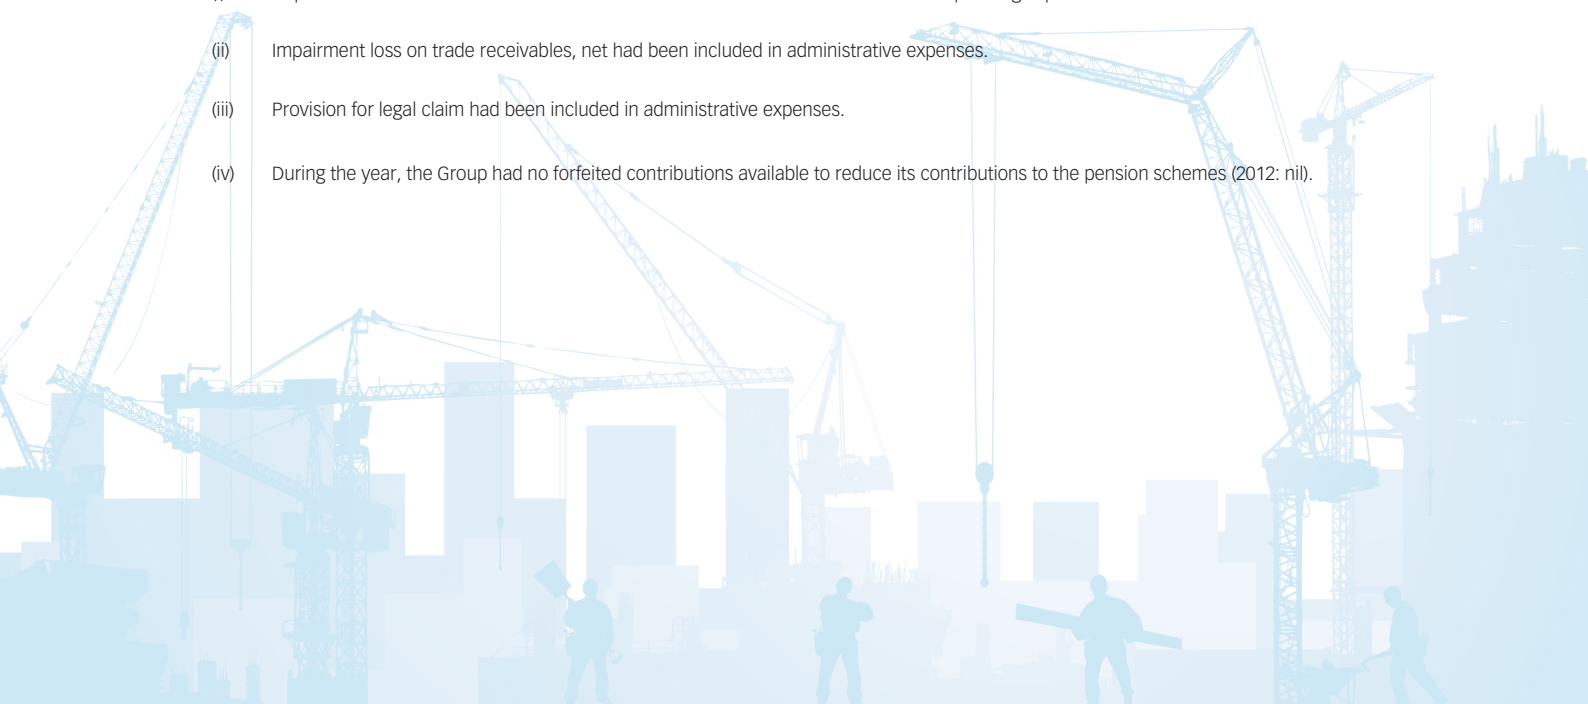 (ii) Impairment loss on trade receivables, net had been included in administrative expenses.
(iii) Provision for legal claim had been included in administrative expenses.
(iv) During the year, the Group had no forfeited contributions available to reduce its contributions to the pension schemes (2012: nil).